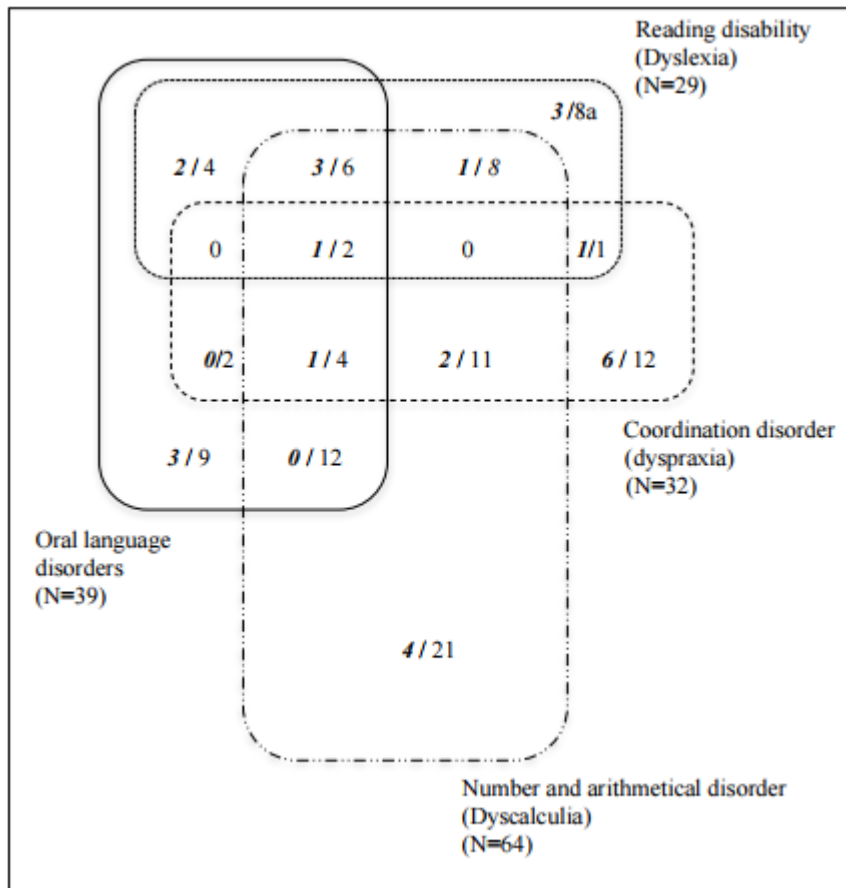 Reading disability
(Dyslexia)
(N=29)
3 /8a
2 / 4
3 / 6
1 / 8
0
1 / 2
0
1/1
0/2
1 / 4
2 / 11
6 / 12
Coordination disorder
(dyspraxia)
(N=32)
3 / 9
0 / 12
Oral language
disorders
(N=39)
4 / 21
Number and arithmetical disorder
(Dyscalculia)
(N=64)